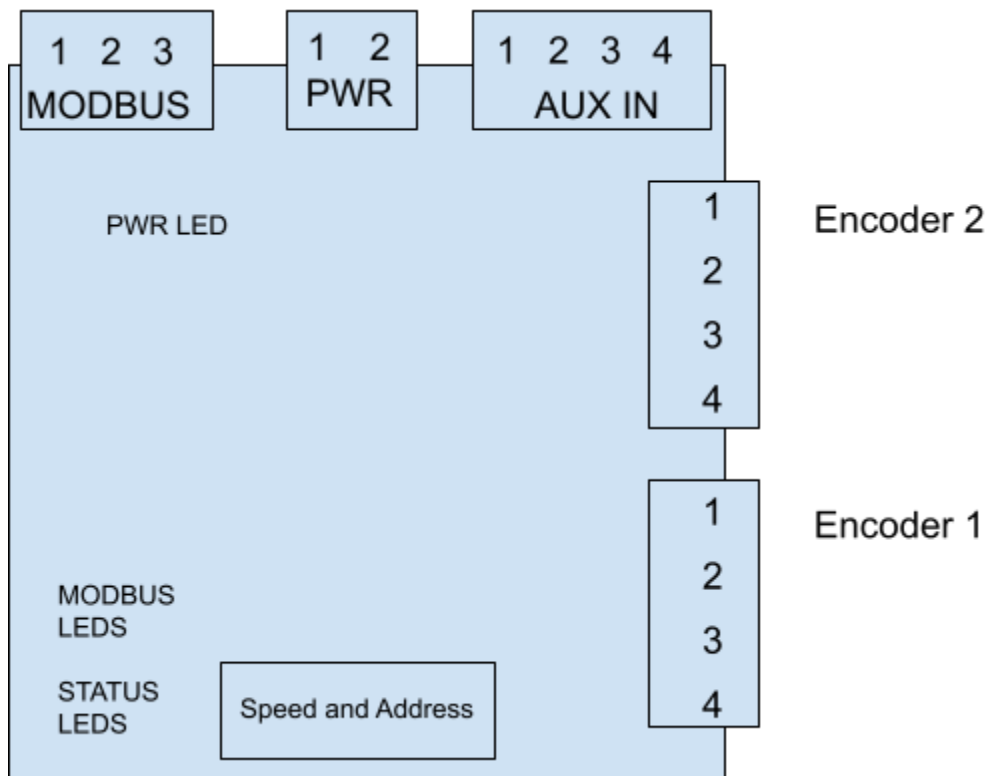 1 2 3
MODBUS
1 2
PWR
1 2 3 4
AUX IN
PWR LED
1
2
3
4
Encoder 2
1
2
3
4
Encoder 1
MODBUS
LEDS
STATUS
LEDS
Speed and Address